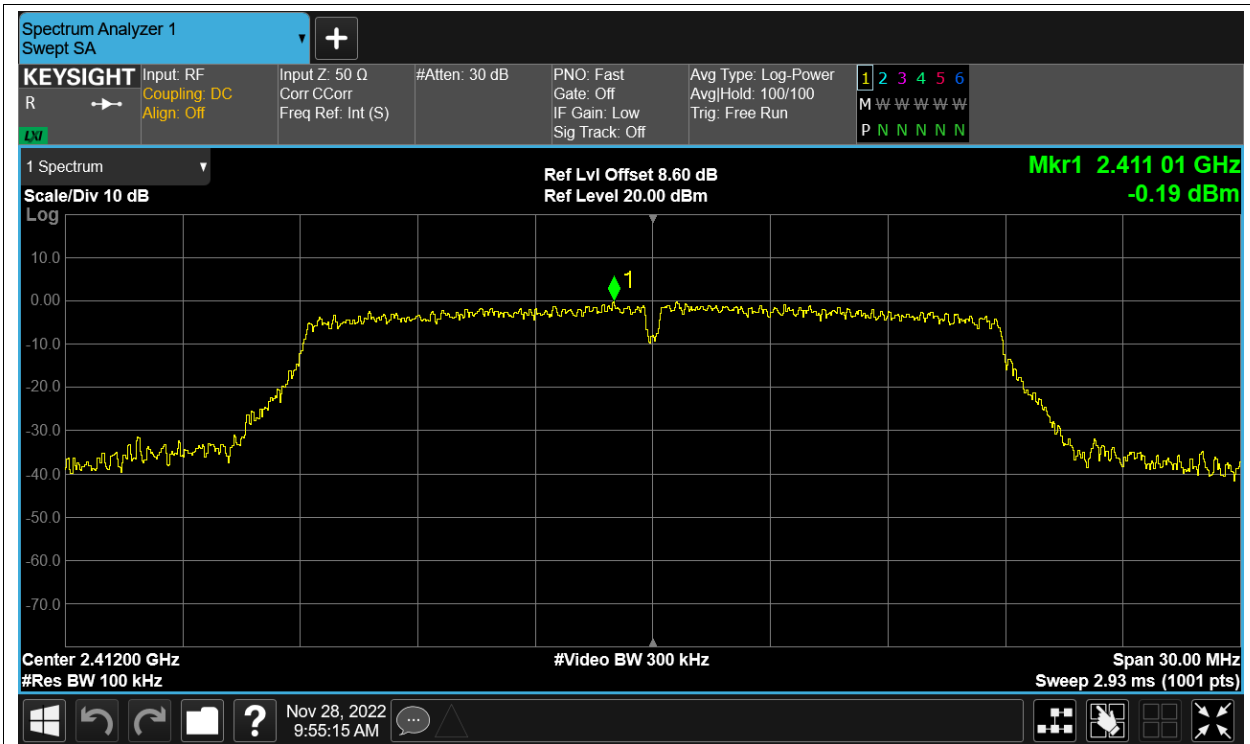 Spectrum Analyzer 1
Swept SA
KEYSIGHT
R
LXI
Input: RF
Coupling: DC
Align: Off
Input Z: 50 Ω
Corr CCorr
Freq Ref: Int (S)
#Atten: 30 dB
PNO: Fast
Gate: Off
IF Gain: Low
Sig Track: Off
Avg Type: Log-Power
Avg|Hold: 100/100
Trig: Free Run
1 2 3 4 5 6
M W W W W W
P N N N N N
1 Spectrum
Scale/Div 10 dB
Log
Ref Lvl Offset 8.60 dB
Ref Level 20.00 dBm
Mkr1 2.411 01 GHz
-0.19 dBm
10.0
1
0.00
-10.0
-20.0
-30.0
-40.0
-50.0
-60.0
-70.0
Center 2.41200 GHz
#Video BW 300 kHz
Span 30.00 MHz
#Res BW 100 kHz
Sweep 2.93 ms (1001 pts)
?
Nov 28, 2022
9:55:15 AM